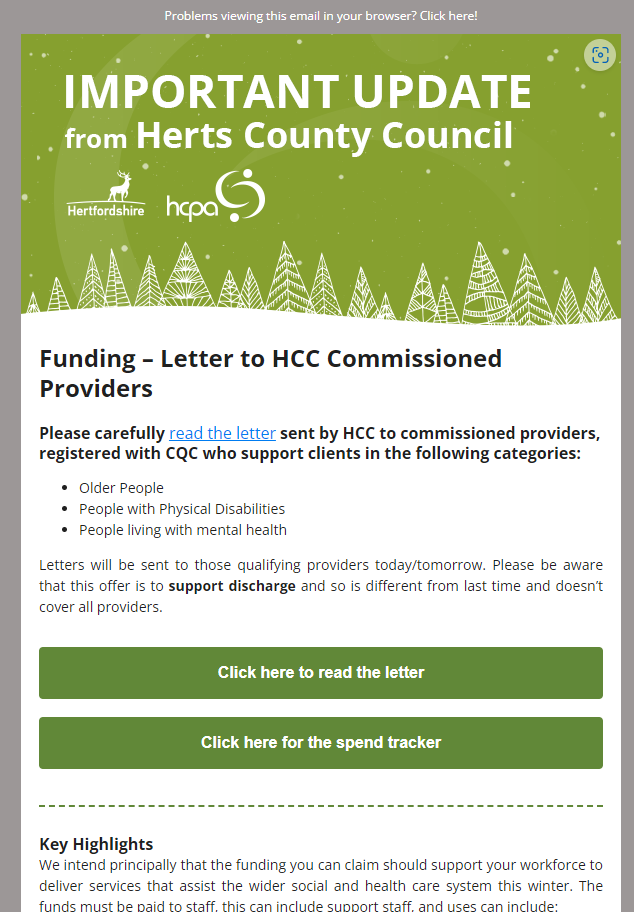 Problems viewing this email in your browser? Click here!
IMPORTANT UPDATE
from Herts County Council
Hertfordshire
hcpa
Funding – Letter to HCC Commissioned
Providers
Please carefully read the letter sent by HCC to commissioned providers,
registered with CQC who support clients in the following categories:
• Older People
• People with Physical Disabilities
• People living with mental health
Letters will be sent to those qualifying providers today/tomorrow. Please be aware
that this offer is to support discharge and so is different from last time and doesn’t
cover all providers.
Click here to read the letter
Click here for the spend tracker
Key Highlights
We intend principally that the funding you can claim should support your workforce to
deliver services that assist the wider social and health care system this winter. The
funds must be paid to staff, this can include support staff, and uses can include: